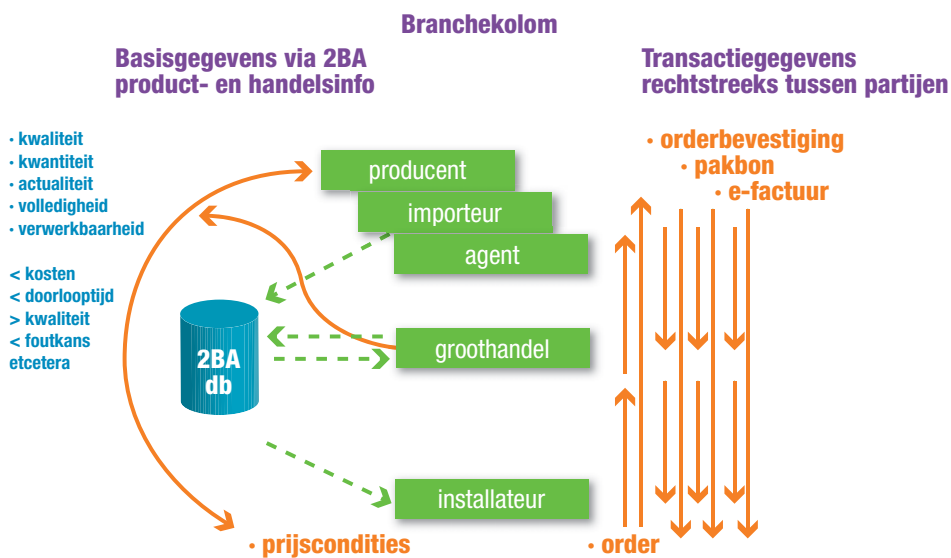 Branchekolom
Basisgegevens via 2BA
product- en handelsinfo
Transactiegegevens
rechtstreeks tussen partijen
· kwaliteit
· kwantiteit
· actualiteit
· volledigheid
· verwerkbaarheid
< kosten
< doorlooptijd
> kwaliteit
< foutkans
etcetera
producent
importeur
agent
2BA
db
groothandel
installateur
· prijscondities
· orderbevestiging
· pakbon
· e-factuur
· order